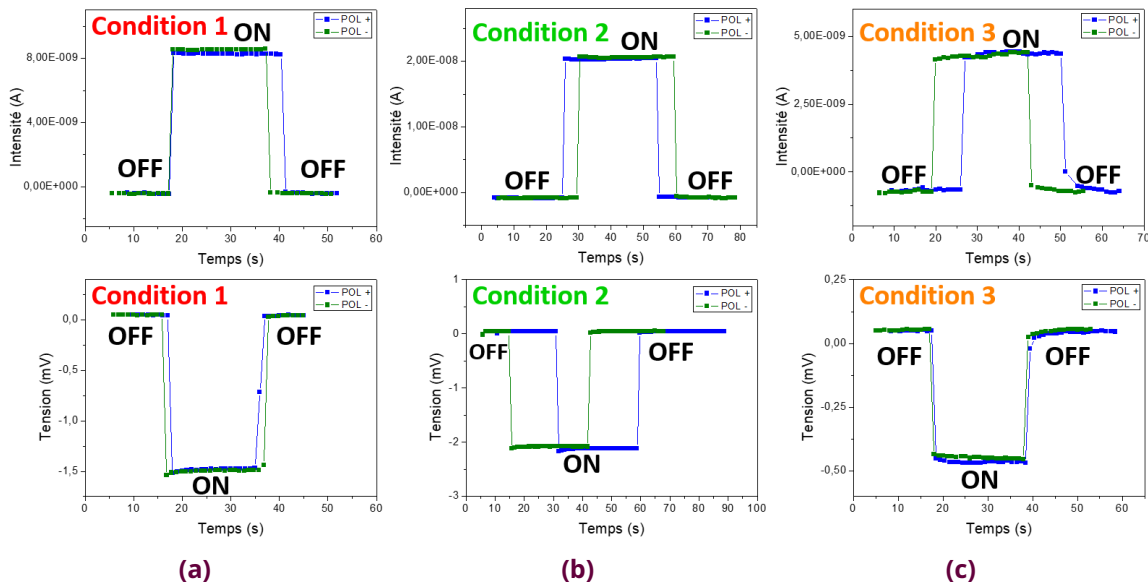 Condition 1
ON
POL +
POL -
8,00E-009
4,00E-009
0,00E+000
Intensité (A)
OFF
OFF
0 10 20 30 40 50 60
Temps (s)
Condition 2
ON
POL +
POL -
2,00E-008
1,00E-008
0,00E+000
Intensité (A)
OFF
OFF
0 10 20 30 40 50 60 70 80
Temps (s)
Condition 3
ON
POL +
POL -
5,00E-009
2,50E-009
0,00E+000
Intensité (A)
OFF
OFF
0 10 20 30 40 50 60 70
Temps (s)
Condition 1
POL +
POL -
0,0
-0,5
-1,0
-1,5
Tension (mV)
OFF
OFF
ON
0 10 20 30 40 50 60
Temps (s)
Condition 2
POL +
POL -
1
0
-1
-2
-3
Tension (mV)
OFF
OFF
ON
0 10 20 30 40 50 60 70 80 90 100
Temps (s)
Condition 3
POL +
POL -
0,00
-0,25
-0,50
Tension (mV)
OFF
OFF
ON
0 10 20 30 40 50 60
Temps (s)
(a)
(b)
(c)